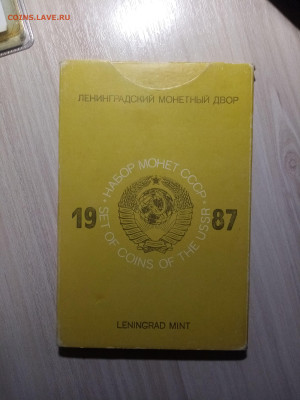 COINS.LAVE.RU
ЛЕНИНГРАДСКИЙ МОНЕТНЫЙ ДВОР
• НАБОР МОНЕТ СССР •
19 87
SET OF COINS OF THE USSR
LENINGRAD MINT